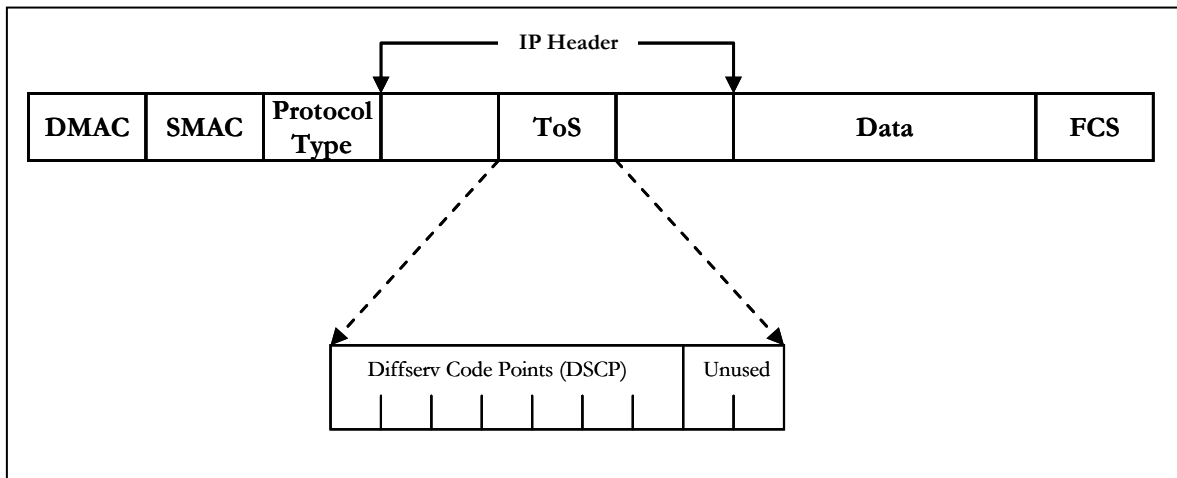 IP Header
DMAC SMAC Protocol Type ToS Data FCS
Diffserv Code Points (DSCP) Unused